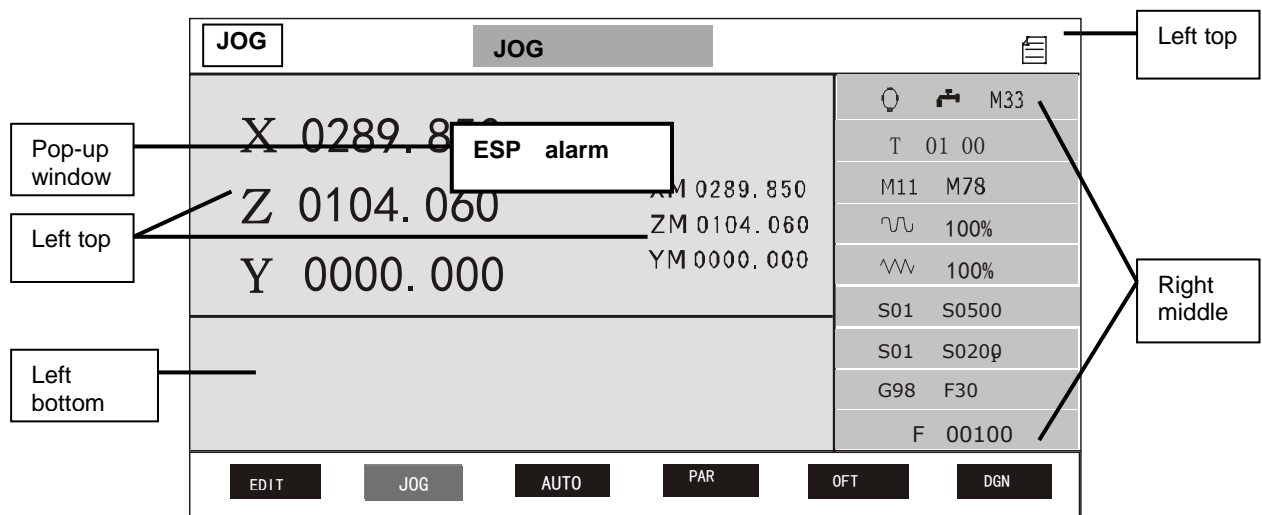 JOG
JOG
Left top
M33
X 0289.850
Pop-up
window
ESP alarm
T 01 00
XM 0289.850
M11 M78
Z 0104.060
Left top
ZM 0104.060
100%
Y 0000.000
YM 0000.000
100%
Right
middle
S01 S0500
S01 S0200
Left
bottom
G98 F30
F 00100
EDIT
JOG
AUTO
PAR
OFT
DGN